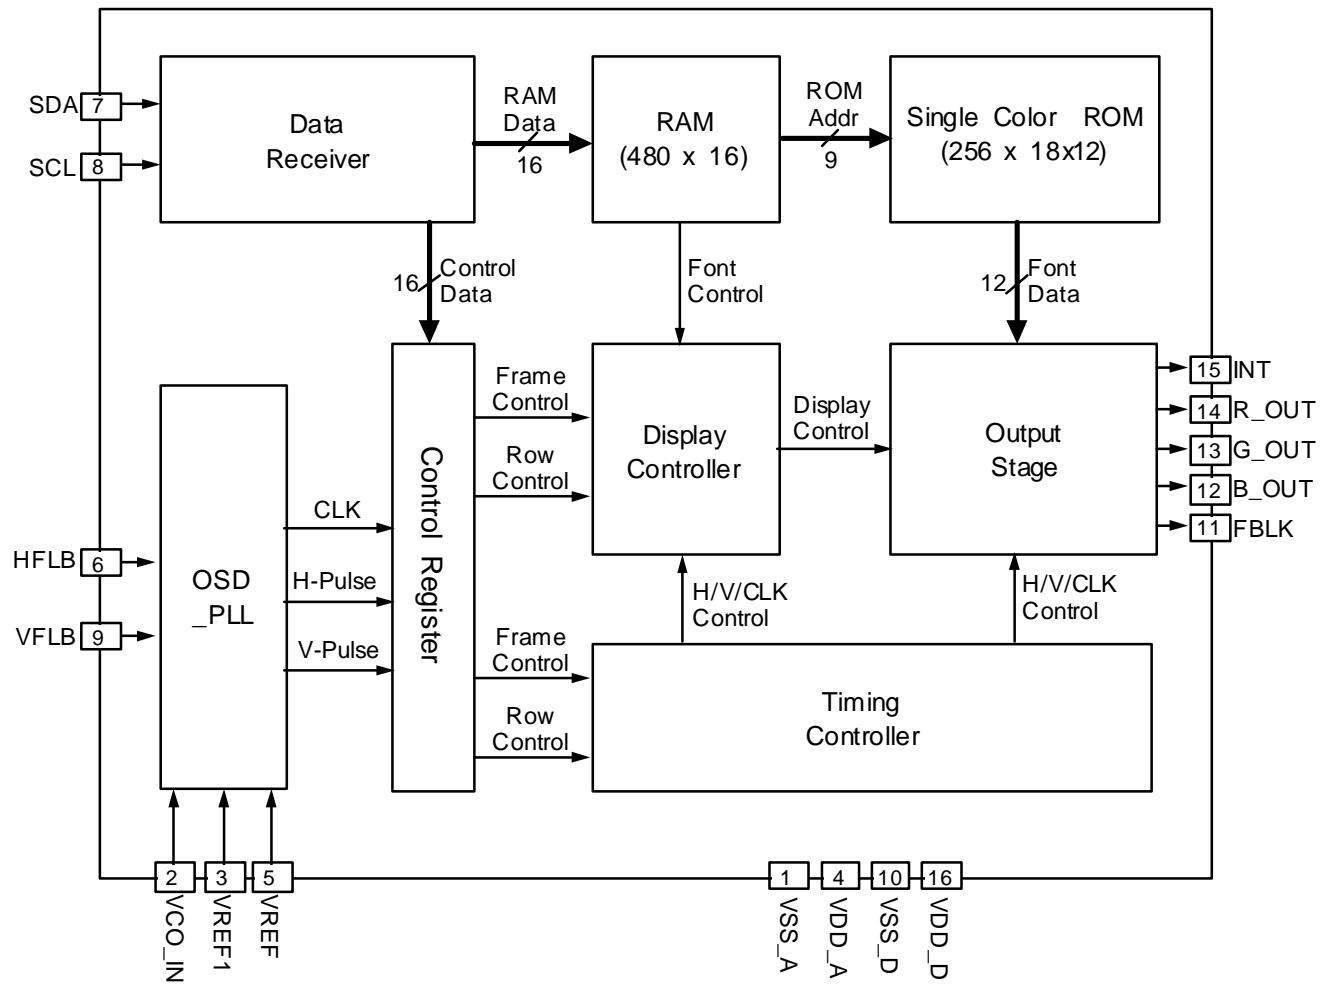 SDA
7
SCL
8
Data
Receiver
RAM
Data
16
RAM
(480 x 16)
ROM
Addr
9
Single Color ROM
(256 x 18x12)
16
Control
Data
Font
Control
12
Font
Data
HFLB
6
VFLB
9
OSD
_PLL
CLK
H-Pulse
V-Pulse
Control Register
Frame
Control
Row
Control
Display
Controller
Display
Control
Output
Stage
15
INT
14
R_OUT
13
G_OUT
12
B_OUT
11
FBLK
H/V/CLK
Control
H/V/CLK
Control
Frame
Control
Row
Control
Timing
Controller
2
VCO_IN
3
VREF1
5
VREF
1
VSS_A
4
VDD_A
10
VSS_D
16
VDD_D